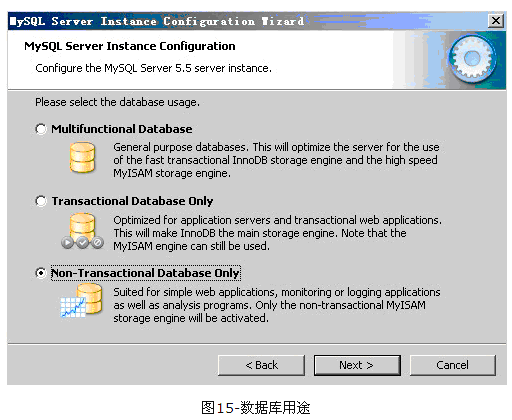 MySQL Server Instance Configuration Wizard
MySQL Server Instance Configuration
Configure the MySQL Server 5.5 server instance.
Please select the database usage.
Multifunctional Database
General purpose databases. This will optimize the server for the use
of the fast transactional InnoDB storage engine and the high speed
MyISAM storage engine.
Transactional Database Only
Optimized for application servers and transactional web applications.
This will make InnoDB the main storage engine. Note that the
MyISAM engine can still be used.
Non-Transactional Database Only
Suited for simple web applications, monitoring or logging applications
as well as analysis programs. Only the non-transactional MyISAM
storage engine will be activated.
< Back
Next >
Cancel
图15-数据库用途